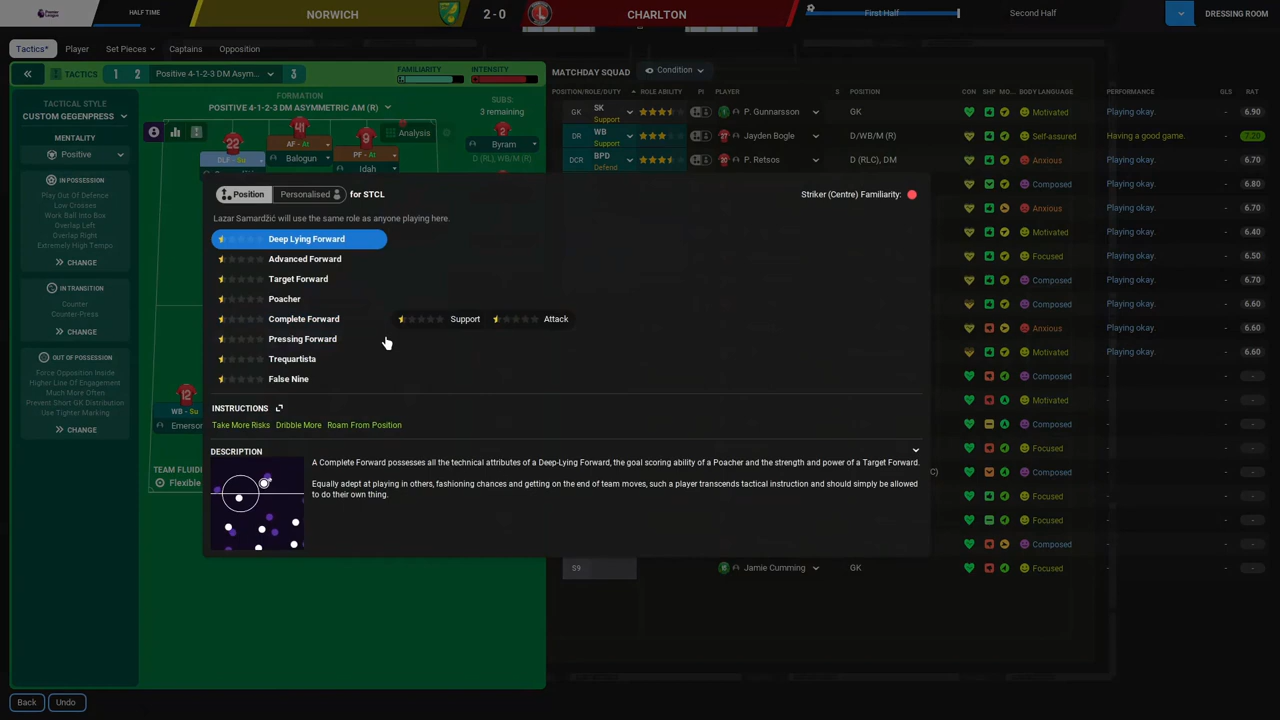 Premier League
HALF TIME
NORWICH
2 - 0
CHARLTON
First Half
Second Half
DRESSING ROOM
Tactics*
Player
Set Pieces
Captains
Opposition
TACTICS
1
2
Positive 4-1-2-3 DM Asym...
3
FAMILIARITY
INTENSITY
MATCHDAY SQUAD
Condition
TACTICAL STYLE
CUSTOM GEGENPRESS
MENTALITY
Positive
IN POSSESSION
Play Out Of Defence
Low Crosses
Work Ball Into Box
Overlap Left
Overlap Right
Extremely High Tempo
CHANGE
IN TRANSITION
Counter
Counter-Press
CHANGE
OUT OF POSSESSION
Force Opposition Inside
Higher Line of Engagement
Much More Often
Prevent Short GK Distribution
Use Tighter Marking...
CHANGE
FORMATION
POSITIVE 4-1-2-3 DM ASYMMETRIC AM (R)
SUBS:
3 remaining
Analysis
22
41
9
2
DLF - Su
AF - At
PF - At
Balogun
Idah
Byram
D (RL), WB/M (R)
12
WB - Su
Emerson
TEAM FLUIDI
Flexible
POSITION/ROLE/DUTY
ROLE ABILITY
PI
PLAYER
S
POSITION
CON
SHP
MO...
BODY LANGUAGE
PERFORMANCE
GLS
RAT
GK
SK
Support
P. Gunnarsson
GK
Motivated
Playing okay.
-
6.90
DR
WB
Support
27
Jayden Bogle
D/WB/M (R)
Self-assured
Having a good game.
-
7.20
DCR
BPD
Defend
20
P. Retsos
D (RLC), DM
Anxious
Playing okay.
-
6.70
Composed
Playing okay.
-
6.80
Anxious
Playing okay.
-
6.70
Motivated
Playing okay.
-
6.40
Focused
Playing okay.
-
6.50
Composed
Playing okay.
-
6.70
Composed
Playing okay.
-
6.60
Anxious
Playing okay.
-
6.60
Motivated
Playing okay.
-
6.60
Composed
-
-
Motivated
-
-
Composed
-
-
Focused
-
-
Composed
-
-
Focused
-
-
Focused
-
-
Composed
-
-
S9
Jamie Cumming
GK
Focused
-
-
Position
Personalised
for STCL
Striker (Centre) Familiarity:
Lazar Samardžić will use the same role as anyone playing here.
Deep Lying Forward
Advanced Forward
Target Forward
Poacher
Complete Forward
Support
Attack
Pressing Forward
Trequartista
False Nine
INSTRUCTIONS
Take More Risks Dribble More Roam From Position
DESCRIPTION
A Complete Forward possesses all the technical attributes of a Deep-Lying Forward, the goal scoring ability of a Poacher and the strength and power of a Target Forward.
Equally adept at playing in others, fashioning chances and getting on the end of team moves, such a player transcends tactical instruction and should simply be allowed
to do their own thing.
Back
Undo